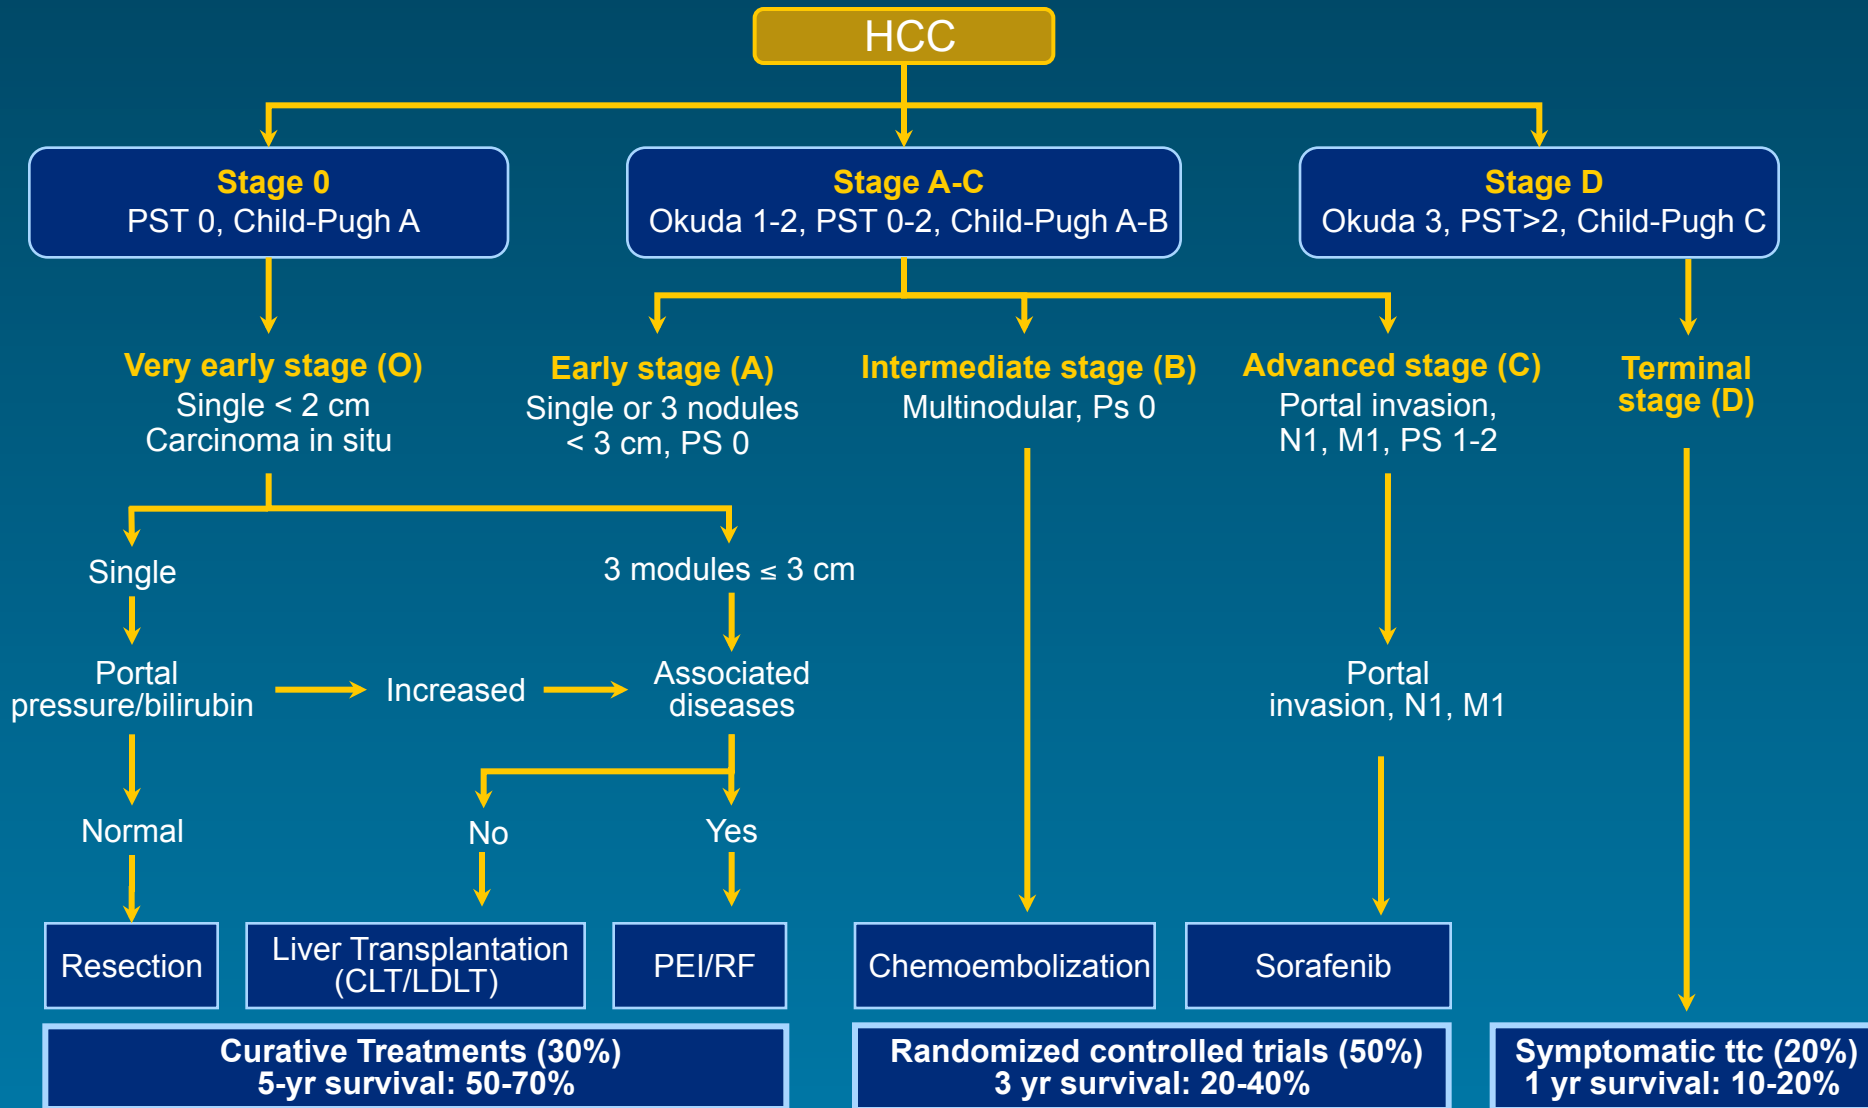 HCC
Stage 0
PST 0, Child-Pugh A
Stage A-C
Okuda 1-2, PST 0-2, Child-Pugh A-B
Stage D
Okuda 3, PST>2, Child-Pugh C
Very early stage (O)
Single < 2 cm
Carcinoma in situ
Early stage (A)
Single or 3 nodules
< 3 cm, PS 0
Intermediate stage (B)
Multinodular, Ps 0
Advanced stage (C)
Portal invasion,
N1, M1, PS 1-2
Terminal
stage (D)
Single
3 modules ≤ 3 cm
Portal
pressure/bilirubin
Increased
Associated
diseases
Portal
invasion, N1, M1
Normal
No
Yes
Resection
Liver Transplantation
(CLT/LDLT)
PEI/RF
Chemoembolization
Sorafenib
Curative Treatments (30%)
5-yr survival: 50-70%
Randomized controlled trials (50%)
3 yr survival: 20-40%
Symptomatic ttc (20%)
1 yr survival: 10-20%